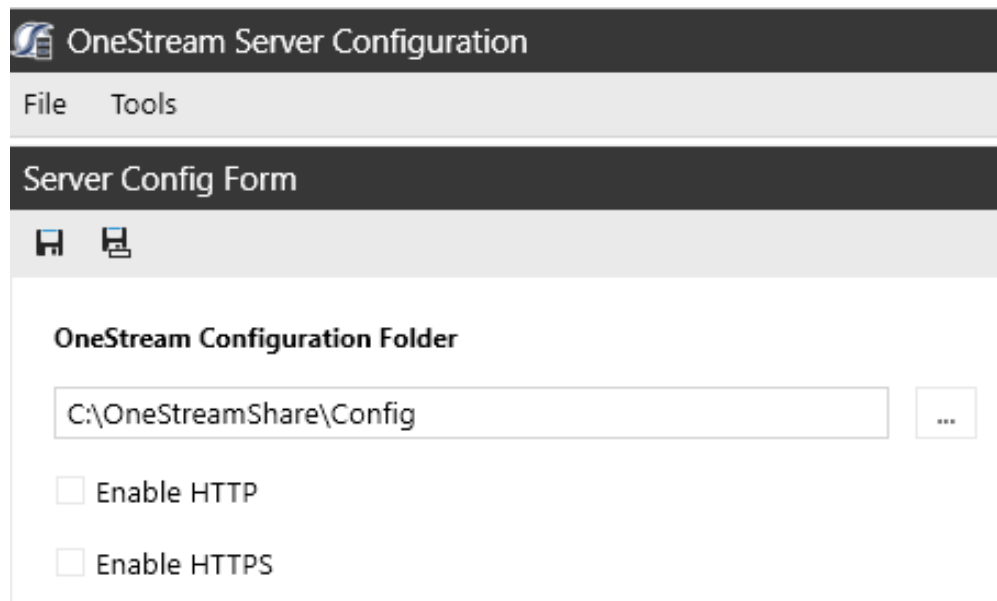 OneStream Server Configuration
File Tools
Server Config Form
OneStream Configuration Folder
C:\OneStreamShare\Config ...
Enable HTTP
Enable HTTPS